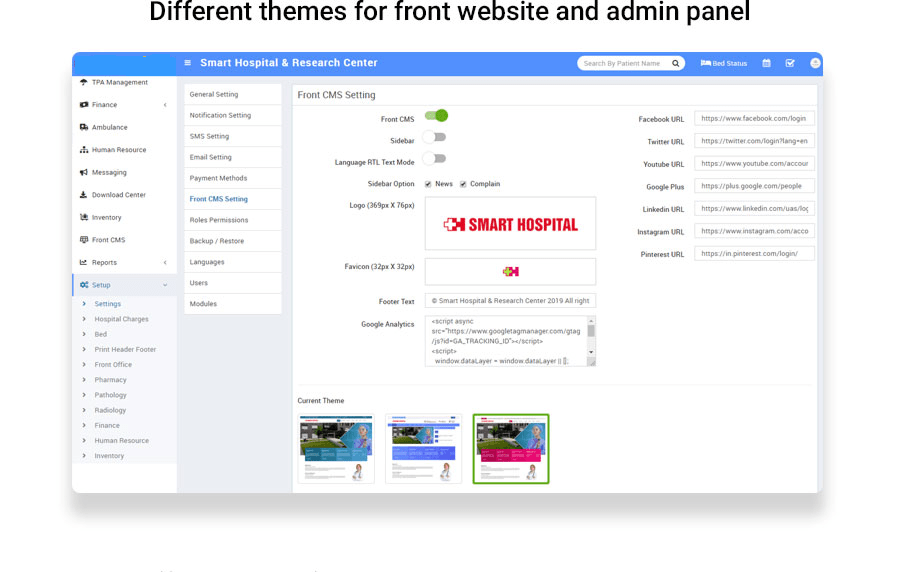 Different themes for front website and admin panel
Smart Hospital & Research Center
Search By Patient Name
Bed Status
TPA Management
Finance
Ambulance
Human Resource
Messaging
Download Center
Inventory
Front CMS
Reports
Setup
Settings
Hospital Charges
Bed
Print Header Footer
Front Office
Pharmacy
Pathology
Radiology
Finance
Human Resource
Inventory
General Setting
Notification Setting
SMS Setting
Email Setting
Payment Methods
Front CMS Setting
Roles Permissions
Backup / Restore
Languages
Users
Modules
Front CMS Setting
Front CMS
Sidebar
Language RTL Text Mode
Sidebar Option
News
Complain
Logo (369px X 76px)
SMART HOSPITAL
Favicon (32px X 32px)
Footer Text
© Smart Hospital & Research Center 2019 All right
Google Analytics
<script async
src="https://www.googletagmanager.com/gtag
/js?id=GA_TRACKING_ID"></script>
<script>
window.dataLayer = window.dataLayer || [];
Facebook URL
https://www.facebook.com/login
Twitter URL
https://twitter.com/login?lang=en
Youtube URL
https://www.youtube.com/accour
Google Plus
https://plus.google.com/people
Linkedin URL
https://www.linkedin.com/uas/log
Instagram URL
https://www.instagram.com/acco
Pinterest URL
https://in.pinterest.com/login/
Current Theme